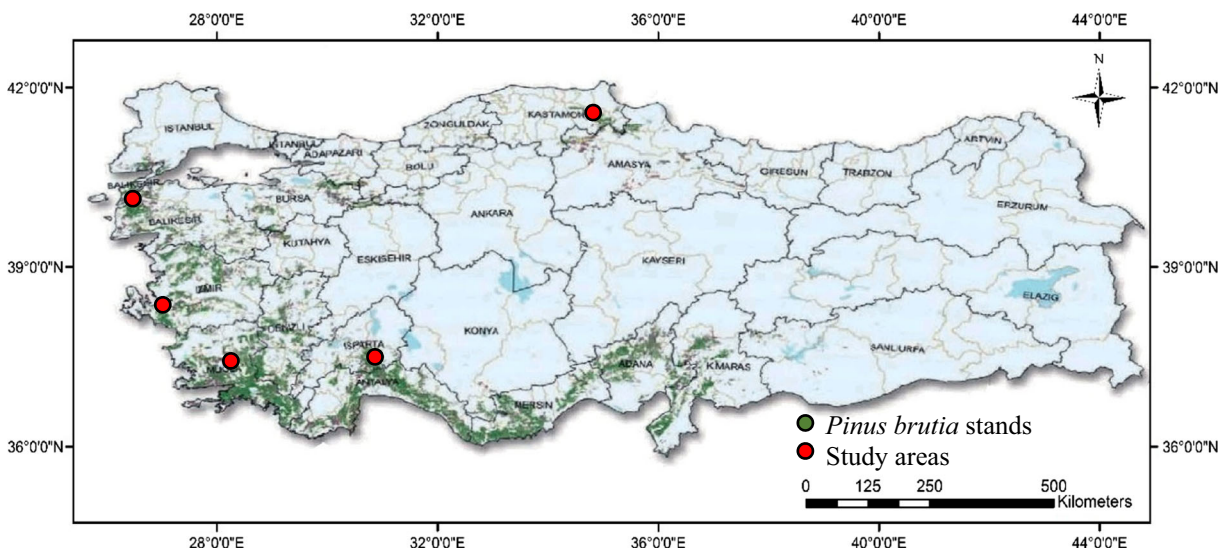 28°0'0"E 32°0'0"E 36°0'0"E 40°0'0"E 44°0'0"E
N
42°0'0"N 42°0'0"N
KASTAMON
ISTANBUL
ZONGULDAK
ISTANBUL
ADAPAZARI
ARTVIN
BOLU
AMASYA
GIRESUN TRABZON
BALIKESIR
BURSA
ERZURUM
BALIKESIR
ANKARA
KUTAHYA
ESKISEHIR
KAYSERI
39°0'0"N 39°0'0"N
IZMIR
ELAZIG
DENIZLI
KONYA
ISPARTA
SANLIURFA
ADANA
K.MARAS
ANTALYA
MERSIN
Pinus brutia stands
36°0'0"N 36°0'0"N
Study areas
0 125 250 500
Kilometers
28°0'0"E 32°0'0"E 36°0'0"E 40°0'0"E 44°0'0"E